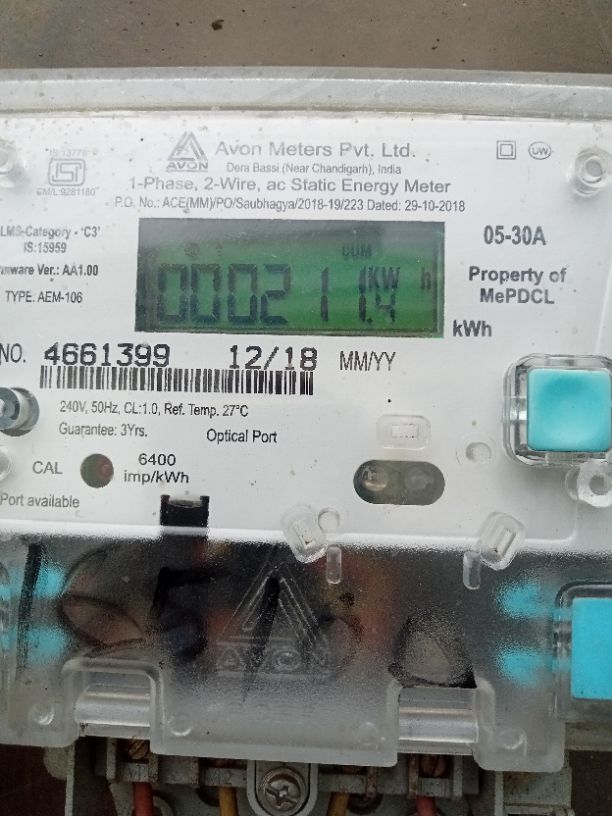 IS:13779
CM/L:9281180
AVON
Avon Meters Pvt. Ltd.
Dera Bassi (Near Chandigarh), India
UW
1-Phase, 2-Wire, ac Static Energy Meter
P.O. No.: ACE(MM)/PO/Saubhagya/2018-19/223 Dated: 29-10-2018
LMS-Category - 'C3'
IS:15959
Ver.: AA1.00
TYPE. AEM-106
CUM
000211.4
KW h
05-30A
Property of
MePDCL
kWh
NO. 4661399 12/18 MM/YY
240V, 50Hz, CL:1.0, Ref. Temp. 27°C
Guarantee: 3Yrs.
Optical Port
CAL
6400
imp/kWh
Port available
AVON